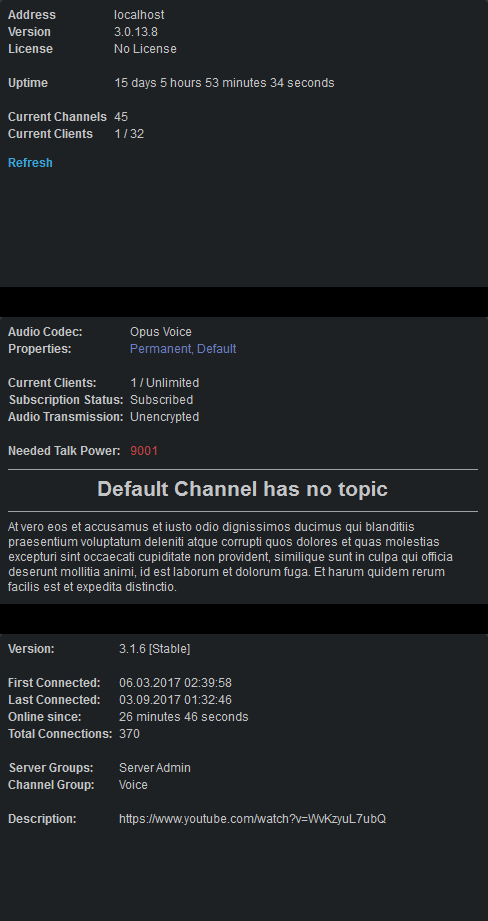 Address localhost
Version 3.0.13.8
License No License
Uptime 15 days 5 hours 53 minutes 34 seconds
Current Channels 45
Current Clients 1 / 32
Refresh
Audio Codec: Opus Voice
Properties: Permanent, Default
Current Clients: 1 / Unlimited
Subscription Status: Subscribed
Audio Transmission: Unencrypted
Needed Talk Power: 9001
Default Channel has no topic
At vero eos et accusamus et iusto odio dignissimos ducimus qui blanditiis
praesentium voluptatum deleniti atque corrupti quos dolores et quas molestias
excepturi sint occaecati cupiditate non provident, similique sunt in culpa qui officia
deserunt mollitia animi, id est laborum et dolorum fuga. Et harum quidem rerum
facilis est et expedita distinctio.
Version: 3.1.6 [Stable]
First Connected: 06.03.2017 02:39:58
Last Connected: 03.09.2017 01:32:46
Online since: 26 minutes 46 seconds
Total Connections: 370
Server Groups: Server Admin
Channel Group: Voice
Description: https://www.youtube.com/watch?v=WvKzyuL7ubQ